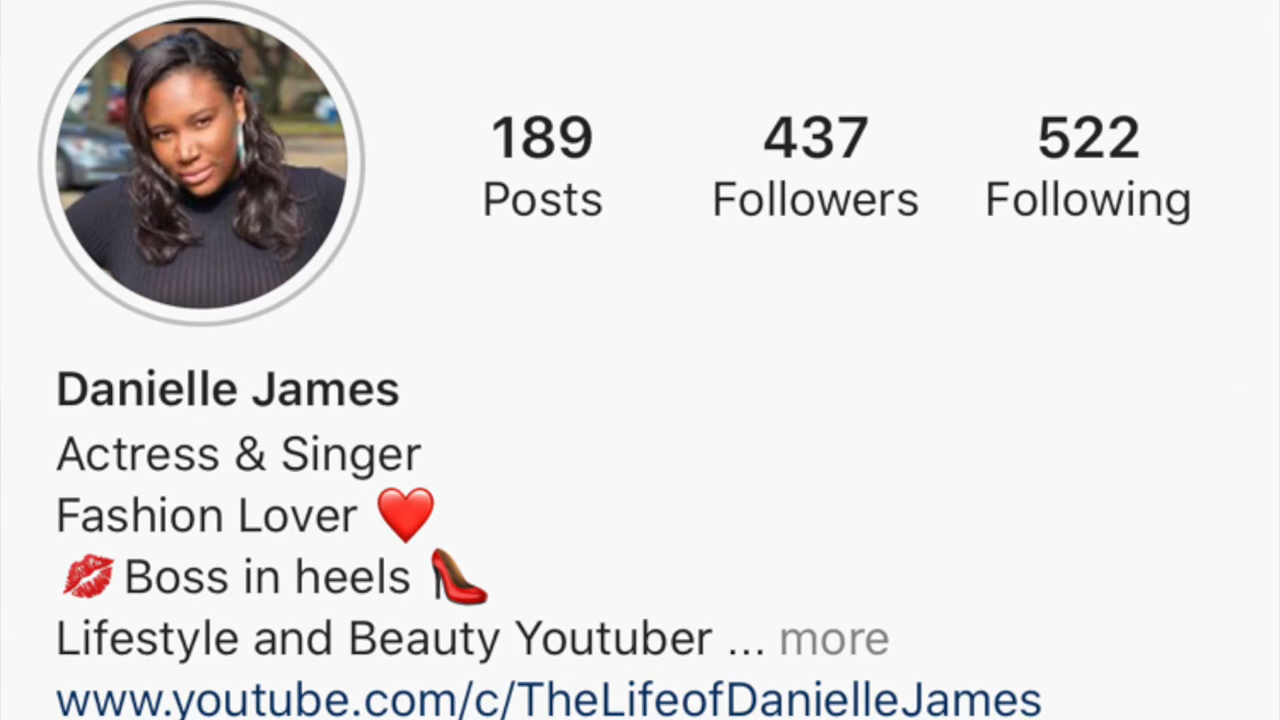 189 437 522
Posts Followers Following
Danielle James
Actress & Singer
Fashion Lover ❤️
💋 Boss in heels 👠
Lifestyle and Beauty Youtuber ... more
www.youtube.com/c/TheLifeofDanielleJames